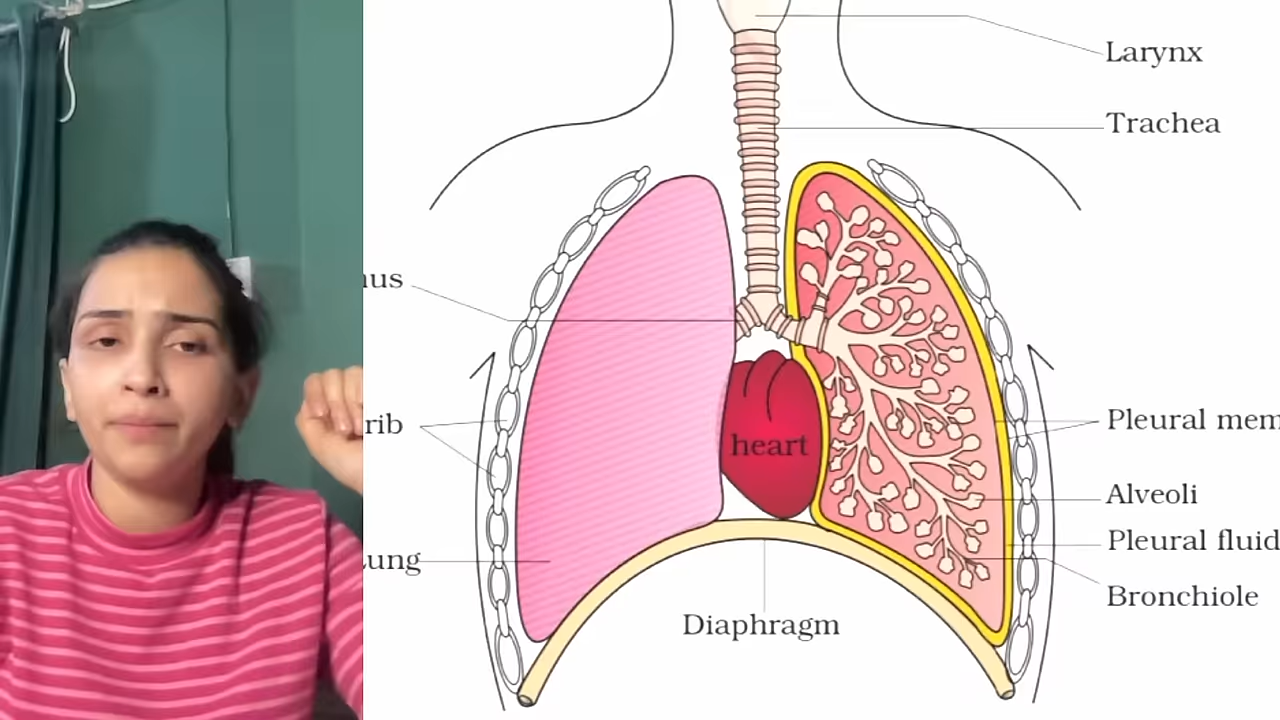 Larynx
Trachea
nus
rib
heart
Pleural mem
Alveoli
Pleural fluid
ung
Bronchiole
Diaphragm